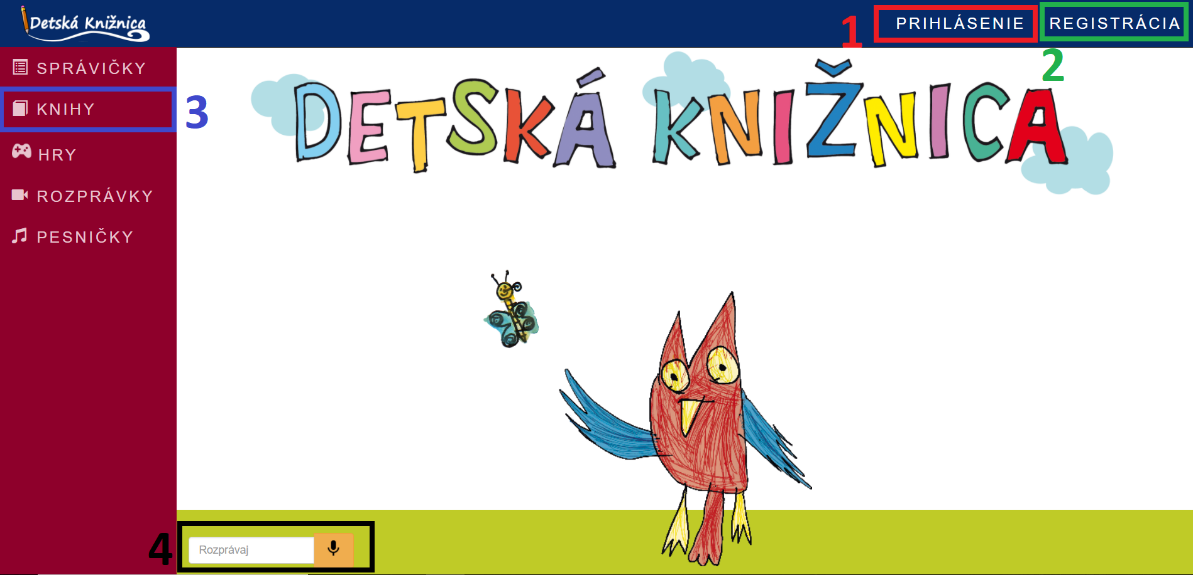 Detská Knižnica
1
PRIHLÁSENIE
REGISTRÁCIA
2
SPRÁVIČKY
KNIHY
3
HRY
ROZPRÁVKY
PESNIČKY
DETSKÁ KNIŽNICA
4
Rozprávaj